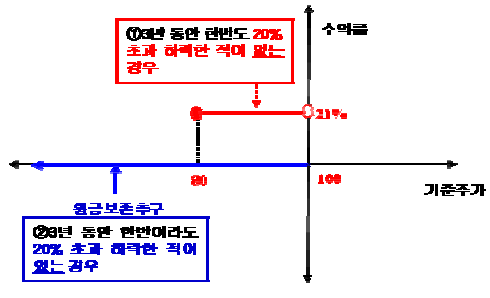 ①3년 동안 한번도 20%
초과 하락한 적이 없는
경우
수익률
21%
80
100
기준주가
원금보존추구
②3년 동안 한번이라도
20% 초과 하락한 적이
있는 경우